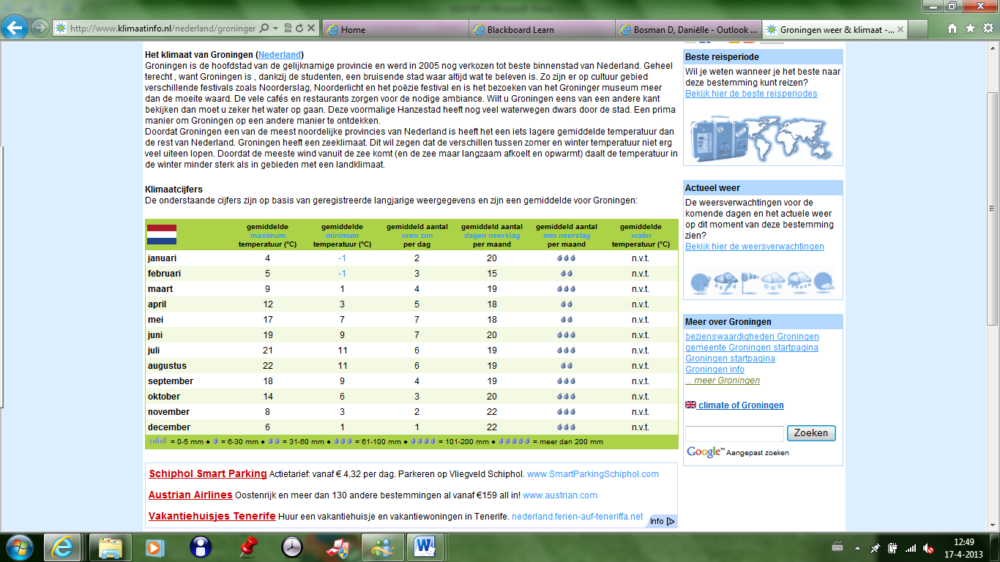 http://www.klimaatinfo.nl/nederland/groninger
Home
Blackboard Learn
Bosman D, Daniëlle - Outlook ...
Groningen weer & klimaat -...
Het klimaat van Groningen (Nederland)
Groningen is de hoofdstad van de gelijknamige provincie en werd in 2005 nog verkozen tot beste binnenstad van Nederland. Geheel
terecht , want Groningen is , dankzij de studenten, een bruisende stad waar altijd wat te beleven is. Zo zijn er op cultuur gebied
verschillende festivals zoals Noorderslag, Noorderlicht en het poëzie festival en is het bezoeken van het Groninger museum meer
dan de moeite waard. De vele cafés en restaurants zorgen voor de nodige ambiance. Wilt u Groningen eens van een andere kant
bekijken dan moet u zeker het water op gaan. Deze voormalige Hanzestad heeft nog veel waterwegen dwars door de stad. Een prima
manier om Groningen op een andere manier te ontdekken.
Doordat Groningen een van de meest noordelijke provincies van Nederland is heeft het een iets lagere gemiddelde temperatuur dan
de rest van Nederland. Groningen heeft een zeeklimaat. Dit wil zegen dat de verschillen tussen zomer en winter temperatuur niet erg
veel uiteen lopen. Doordat de meeste wind vanuit de zee komt (en de zee maar langzaam afkoelt en opwarmt) daalt de temperatuur in
de winter minder sterk als in gebieden met een landklimaat.
Klimaatcijfers
De onderstaande cijfers zijn op basis van geregistreerde langjarige weergegevens en zijn een gemiddelde voor Groningen:
gemiddelde gemiddelde gemiddeld aantal gemiddeld aantal gemiddeld aantal gemiddelde
maximum minimum uren zon dagen neerslag mm neerslag water
temperatuur (°C) temperatuur (°C) per dag per maand per maand temperatuur (°C)
januari 4 -1 2 20 n.v.t.
februari 5 -1 3 15 n.v.t.
maart 9 1 4 19 n.v.t.
april 12 3 5 18 n.v.t.
mei 17 7 7 18 n.v.t.
juni 19 9 7 20 n.v.t.
juli 21 11 6 19 n.v.t.
augustus 22 11 6 19 n.v.t.
september 18 9 4 19 n.v.t.
oktober 14 6 3 20 n.v.t.
november 8 3 2 22 n.v.t.
december 6 1 1 22 n.v.t.
nihil = 0-5 mm ● = 6-30 mm ● = 31-60 mm ● = 61-100 mm ● = 101-200 mm ● = meer dan 200 mm
Schiphol Smart Parking Actietarief: vanaf € 4,32 per dag. Parkeren op Vliegveld Schiphol. www.SmartParkingSchiphol.com
Austrian Airlines Oostenrijk en meer dan 130 andere bestemmingen al vanaf €159 all in! www.austrian.com
Vakantiehuisjes Tenerife Huur een vakantiehuisje en vakantiewoningen in Tenerife. nederland.ferien-auf-teneriffa.net
Info
Beste reisperiode
Wil je weten wanneer je het beste naar
deze bestemming kunt reizen?
Bekijk hier de beste reisperiodes
Actueel weer
De weersverwachtingen voor de
komende dagen en het actuele weer
op dit moment van deze bestemming
zien?
Bekijk hier de weersverwachtingen
Meer over Groningen
bezienswaardigheden Groningen
gemeente Groningen startpagina
Groningen startpagina
Groningen info
... meer Groningen
climate of Groningen
Zoeken
Google™ Aangepast zoeken
12:49
17-4-2013